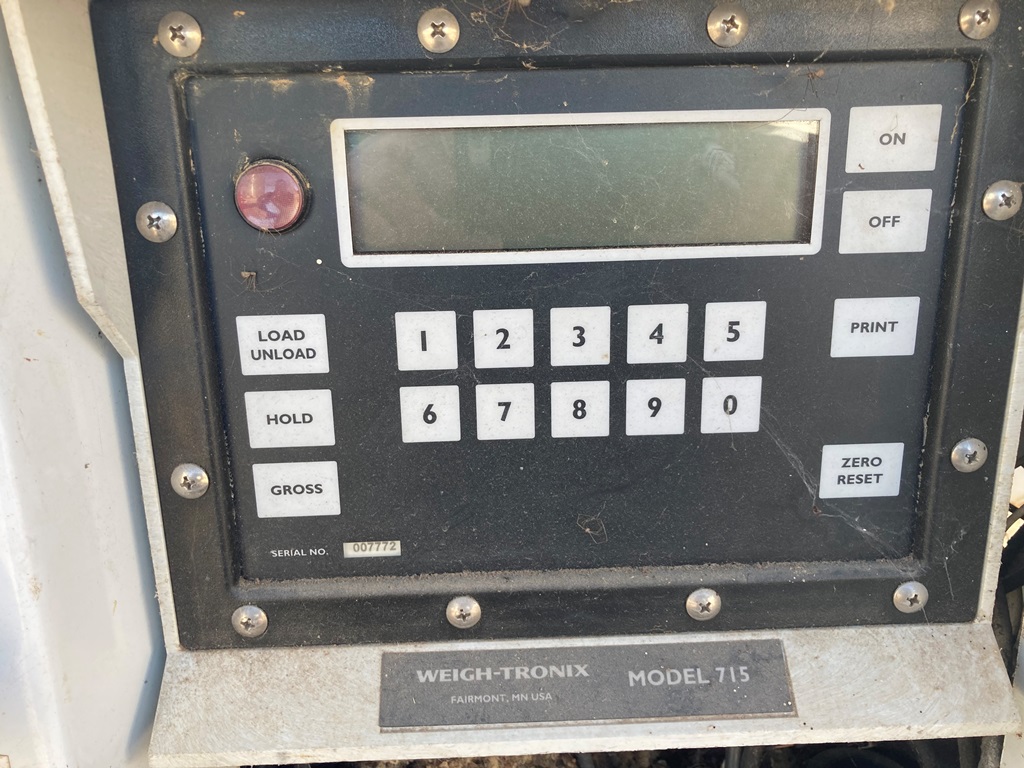 ON
OFF
LOAD
UNLOAD
1 2 3 4 5
PRINT
HOLD
6 7 8 9 0
GROSS
ZERO
RESET
SERIAL NO. 007772
WEIGH-TRONIX MODEL 715
FAIRMONT, MN USA